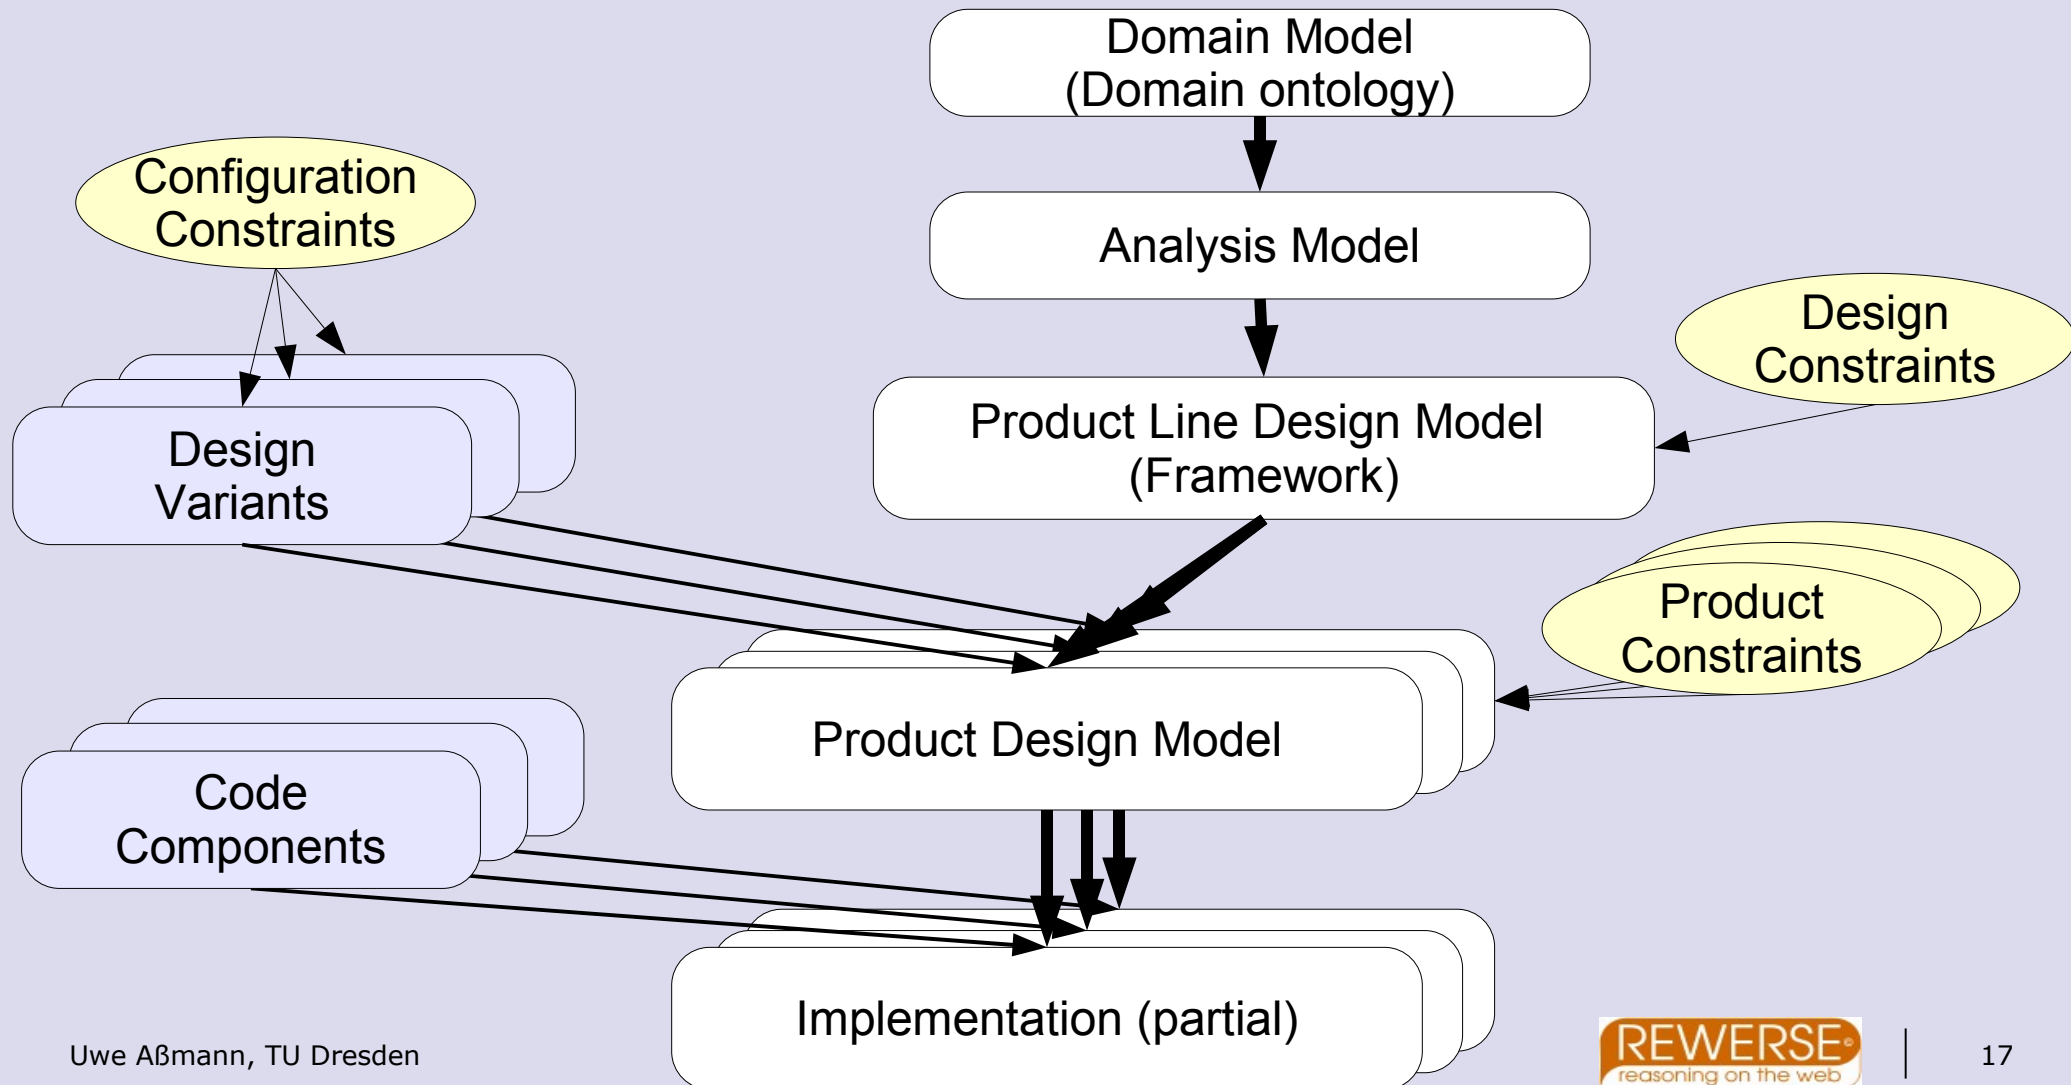 Domain Model
(Domain ontology)
Configuration
Constraints
Analysis Model
Design
Constraints
Product Line Design Model
(Framework)
Design
Variants
Product
Constraints
Product Design Model
Code
Components
Implementation (partial)
Uwe Aßmann, TU Dresden
REWERSE©
reasoning on the web
17